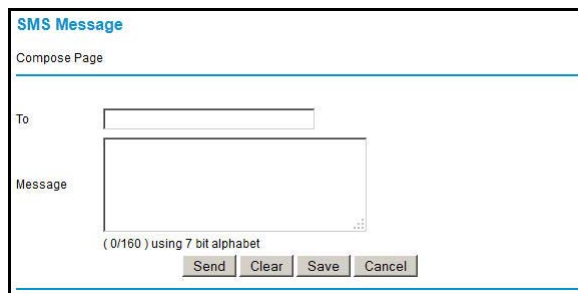 SMS Message
Compose Page
To
Message
( 0/160 ) using 7 bit alphabet
Send Clear Save Cancel